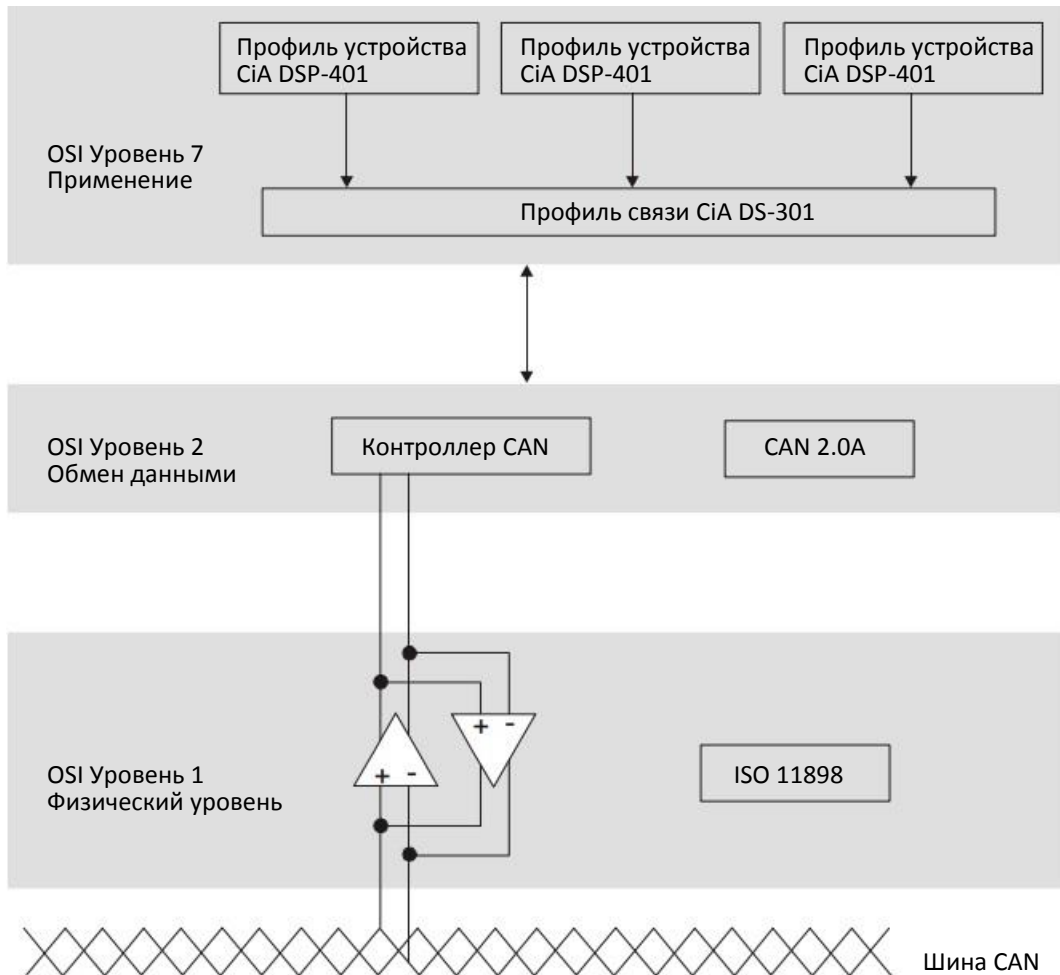 Профиль устройства
CiA DSP-401
Профиль устройства
CiA DSP-401
Профиль устройства
CiA DSP-401
OSI Уровень 7
Применение
Профиль связи CiA DS-301
OSI Уровень 2
Обмен данными
Контроллер CAN
CAN 2.0A
+ -
+ -
OSI Уровень 1
Физический уровень
ISO 11898
Шина CAN